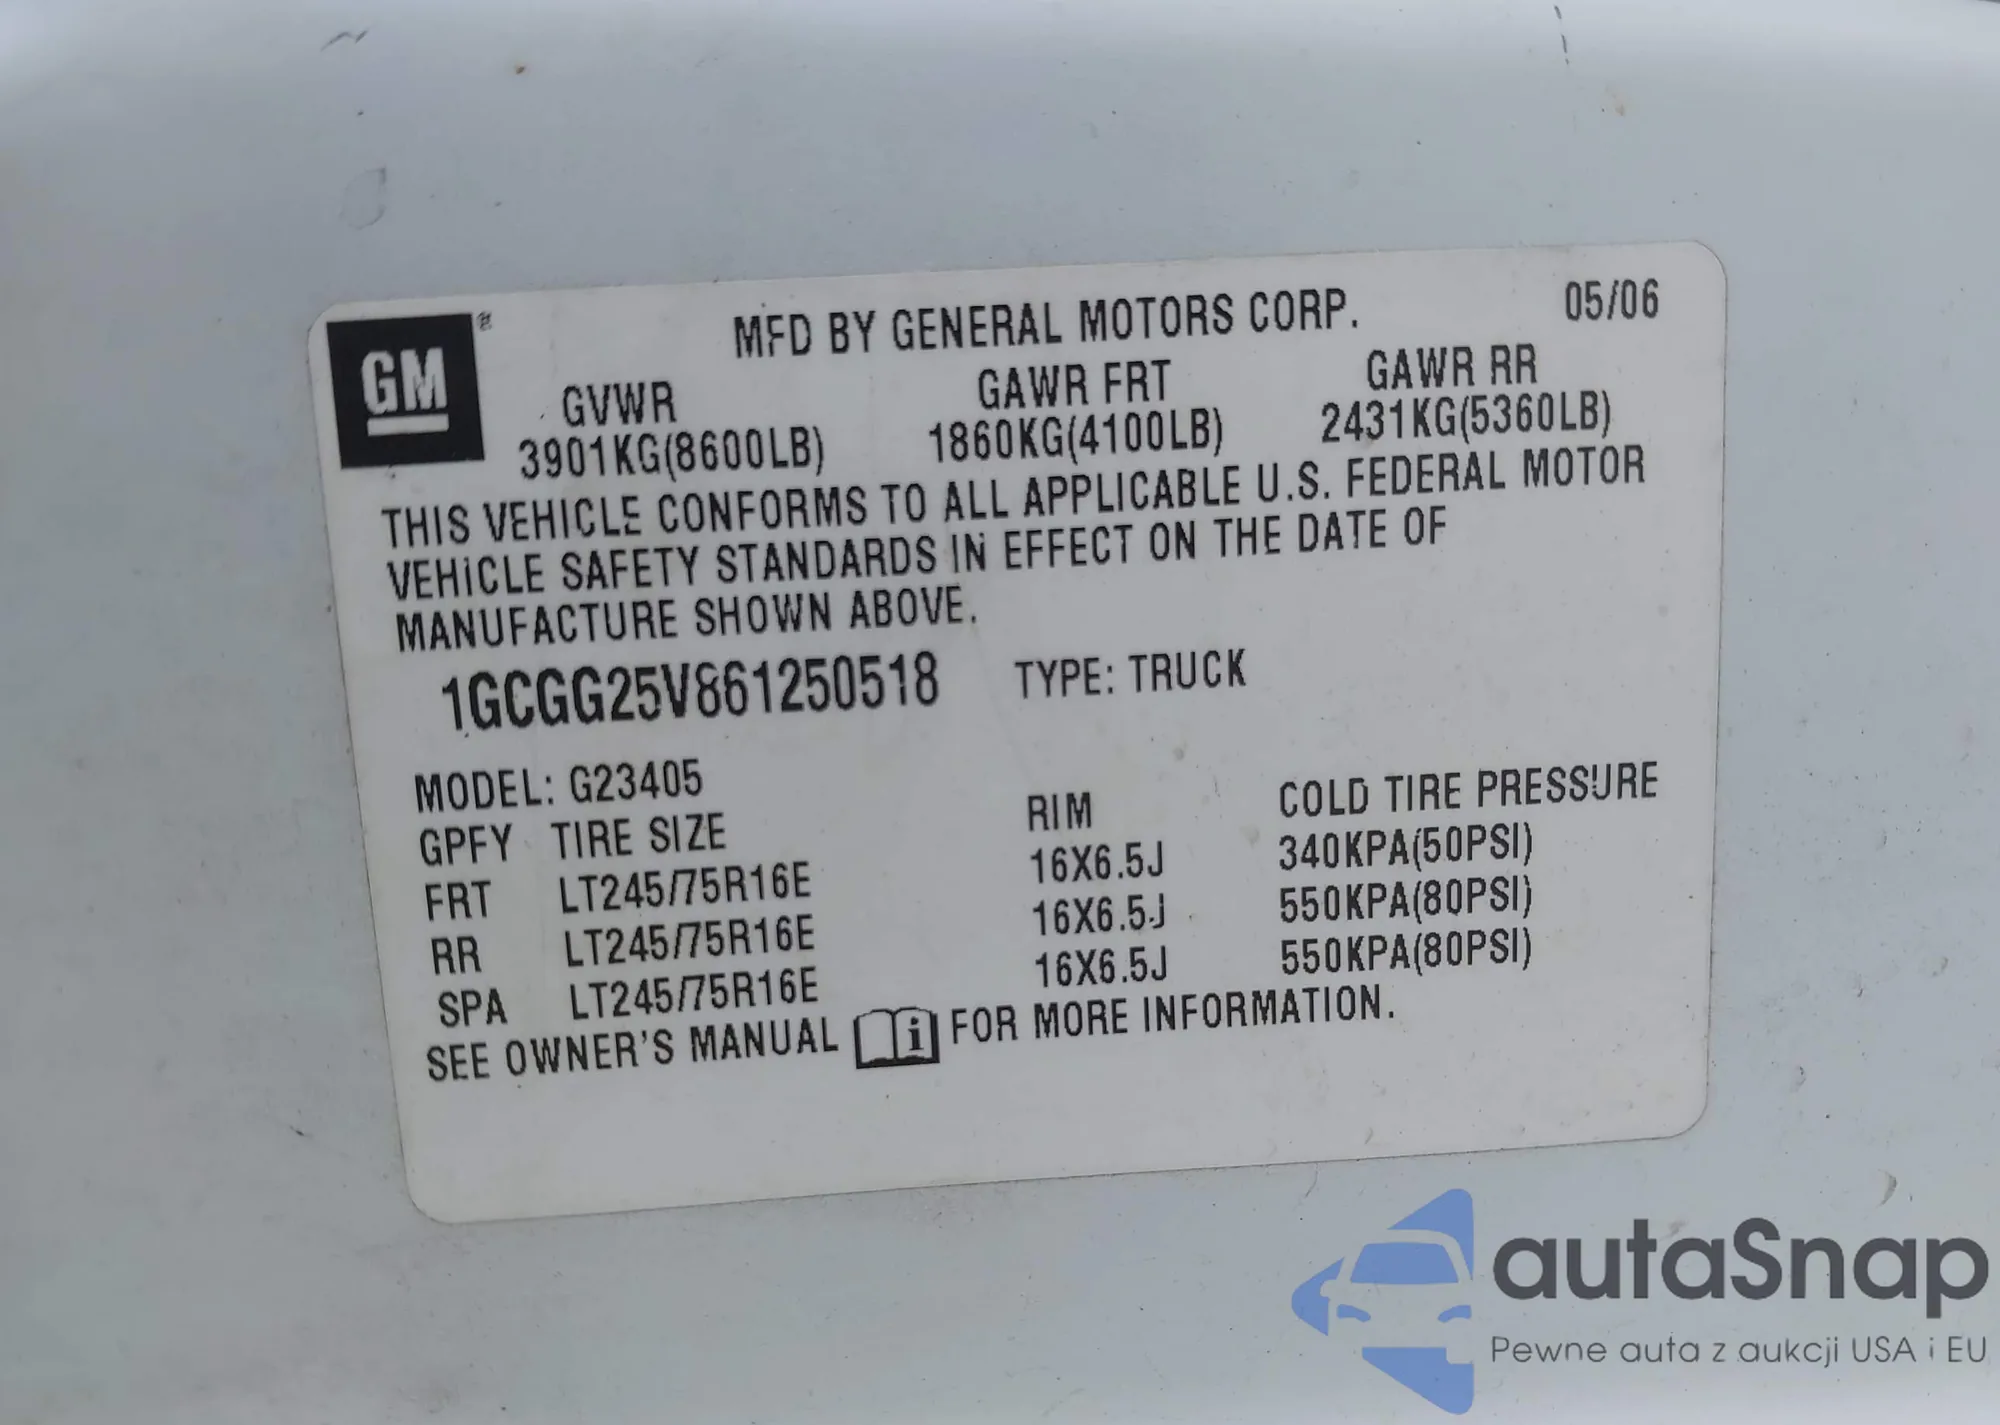 GM®
MFD BY GENERAL MOTORS CORP. 05/06
GVWR GAWR FRT GAWR RR
3901KG(8600LB) 1860KG(4100LB) 2431KG(5360LB)
THIS VEHICLE CONFORMS TO ALL APPLICABLE U.S. FEDERAL MOTOR
VEHICLE SAFETY STANDARDS IN EFFECT ON THE DATE OF
MANUFACTURE SHOWN ABOVE.
1GCGG25V861250518 TYPE: TRUCK
MODEL: G23405
GPFY TIRE SIZE RIM COLD TIRE PRESSURE
FRT LT245/75R16E 16X6.5J 340KPA(50PSI)
RR LT245/75R16E 16X6.5J 550KPA(80PSI)
SPA LT245/75R16E 16X6.5J 550KPA(80PSI)
SEE OWNER'S MANUAL i FOR MORE INFORMATION.
autaSnap
Pewne auta z aukcji USA i EU